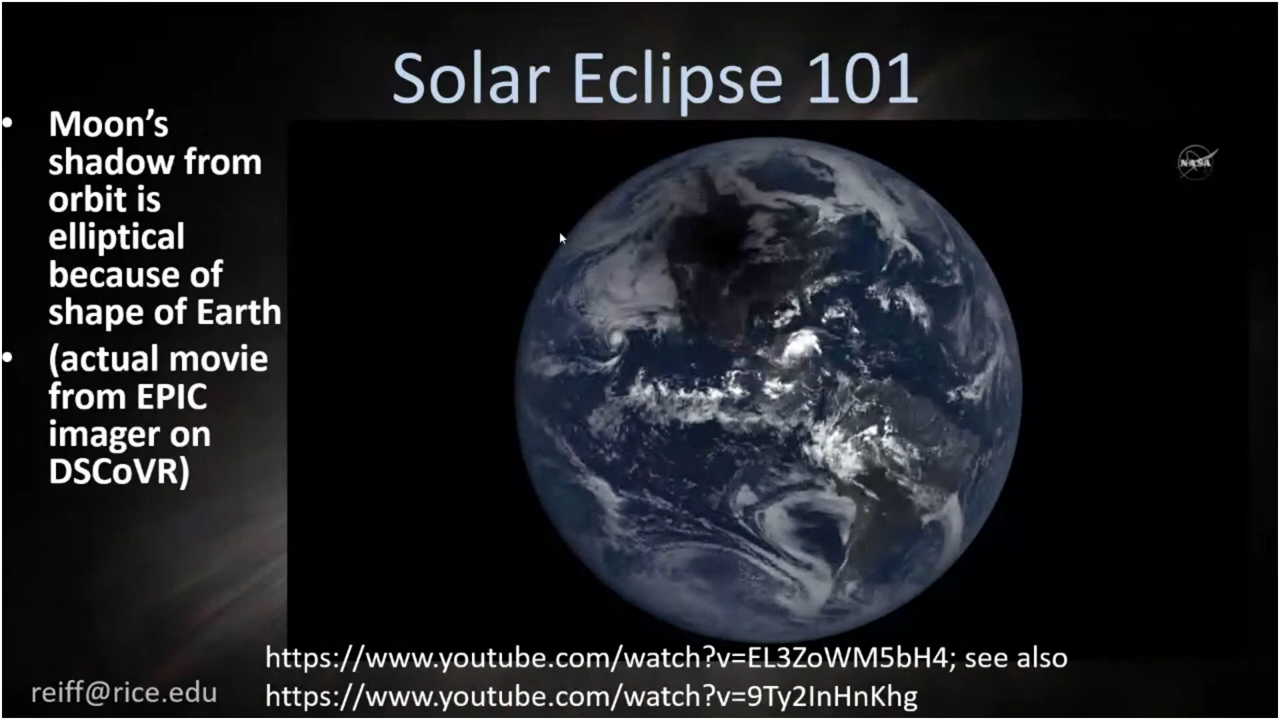 Solar Eclipse 101
• Moon's
shadow from
orbit is
elliptical
because of
shape of Earth
• (actual movie
from EPIC
imager on
DSCoVR)
NASA
https://www.youtube.com/watch?v=EL3ZoWM5bH4; see also
https://www.youtube.com/watch?v=9Ty2InHnKhg
reiff@rice.edu